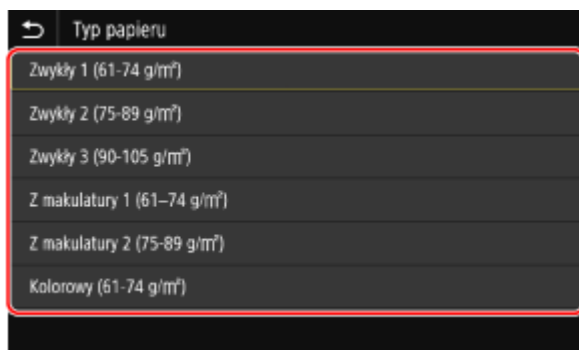 Typ papieru
Zwykły 1 (61-74 g/m²)
Zwykły 2 (75-89 g/m²)
Zwykły 3 (90-105 g/m²)
Z makulatury 1 (61–74 g/m²)
Z makulatury 2 (75-89 g/m²)
Kolorowy (61-74 g/m²)